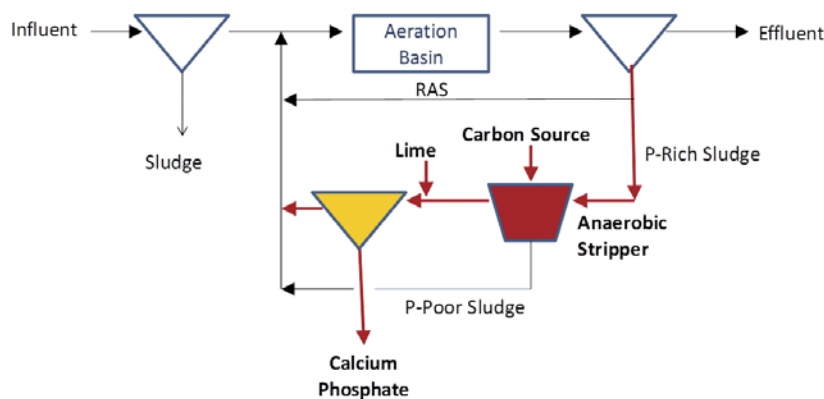 Influent
Aeration
Basin
Effluent
RAS
Sludge
Lime
Carbon Source
P-Rich Sludge
Anaerobic
Stripper
P-Poor Sludge
Calcium
Phosphate